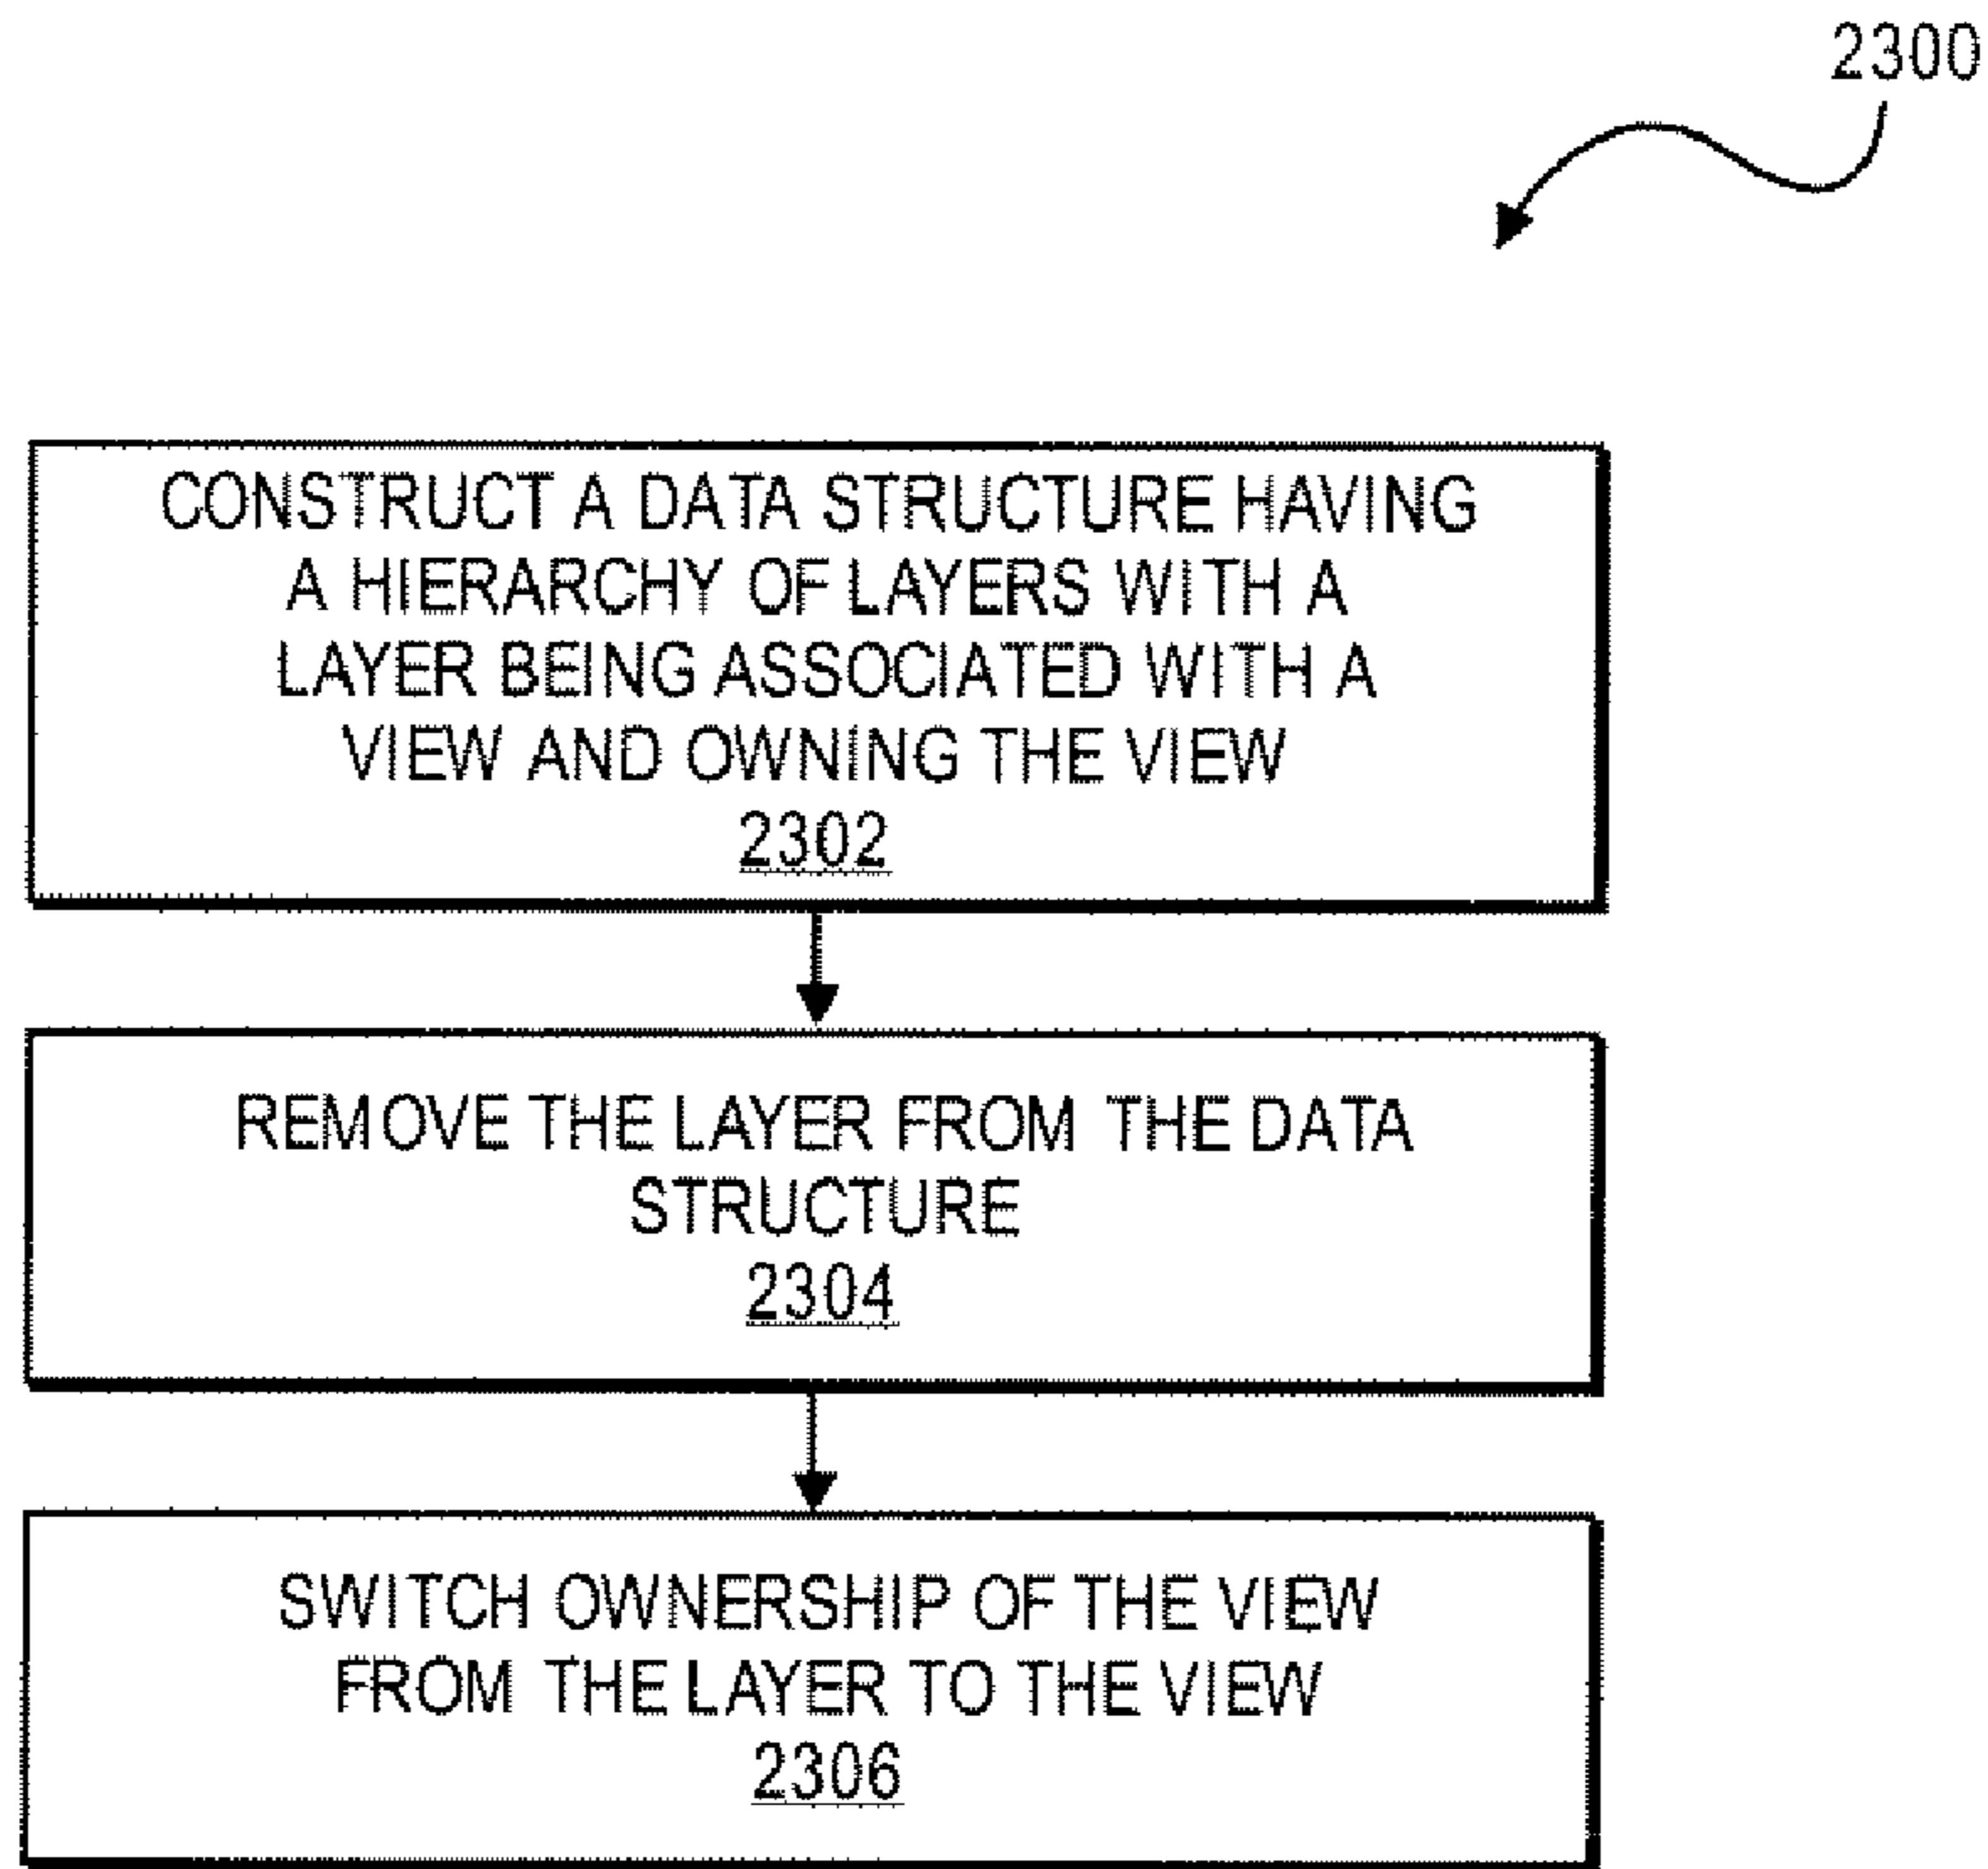 2300
CONSTRUCT A DATA STRUCTURE HAVING
A HIERARCHY OF LAYERS WITH A
LAYER BEING ASSOCIATED WITH A
VIEW AND OWNING THE VIEW
2302
REMOVE THE LAYER FROM THE DATA
STRUCTURE
2304
SWITCH OWNERSHIP OF THE VIEW
FROM THE LAYER TO THE VIEW
2306